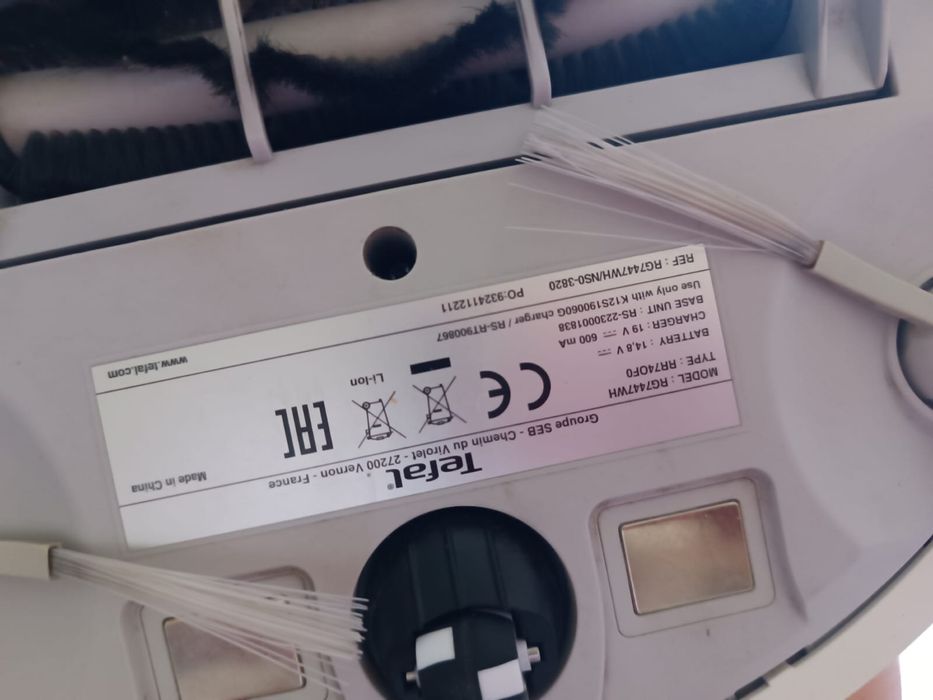 Tefal®
Groupe SEB - Chemin du Virolet - 27200 Vernon - France
MODEL : RG7447WH
TYPE : RR74OF0
BATTERY : 14,8 V
CHARGER: 19 V 600 mA
BASE UNIT : RS-2230001838
Use only with K12S190060G charger / RS-RT900867
REF : RG7447WH/NS0-3820 PO:9324112211
CE
Li-Ion
EAC
Made in China
www.tefal.com